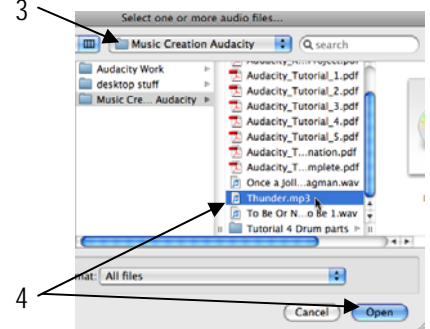 3
Select one or more audio files...
Music Creation Audacity
search
Audacity Work
desktop stuff
Music Cre... Audacity
Audacity_Tutorial_1.pdf
Audacity_Tutorial_2.pdf
Audacity_Tutorial_3.pdf
Audacity_Tutorial_4.pdf
Audacity_Tutorial_5.pdf
Audacity_T...nation.pdf
Audacity_T...mplete.pdf
Once a Joll...agman.wav
Thunder.mp3
To Be Or N...o Be 1.wav
Tutorial 4 Drum parts
4
mat:
All files
Cancel
Open